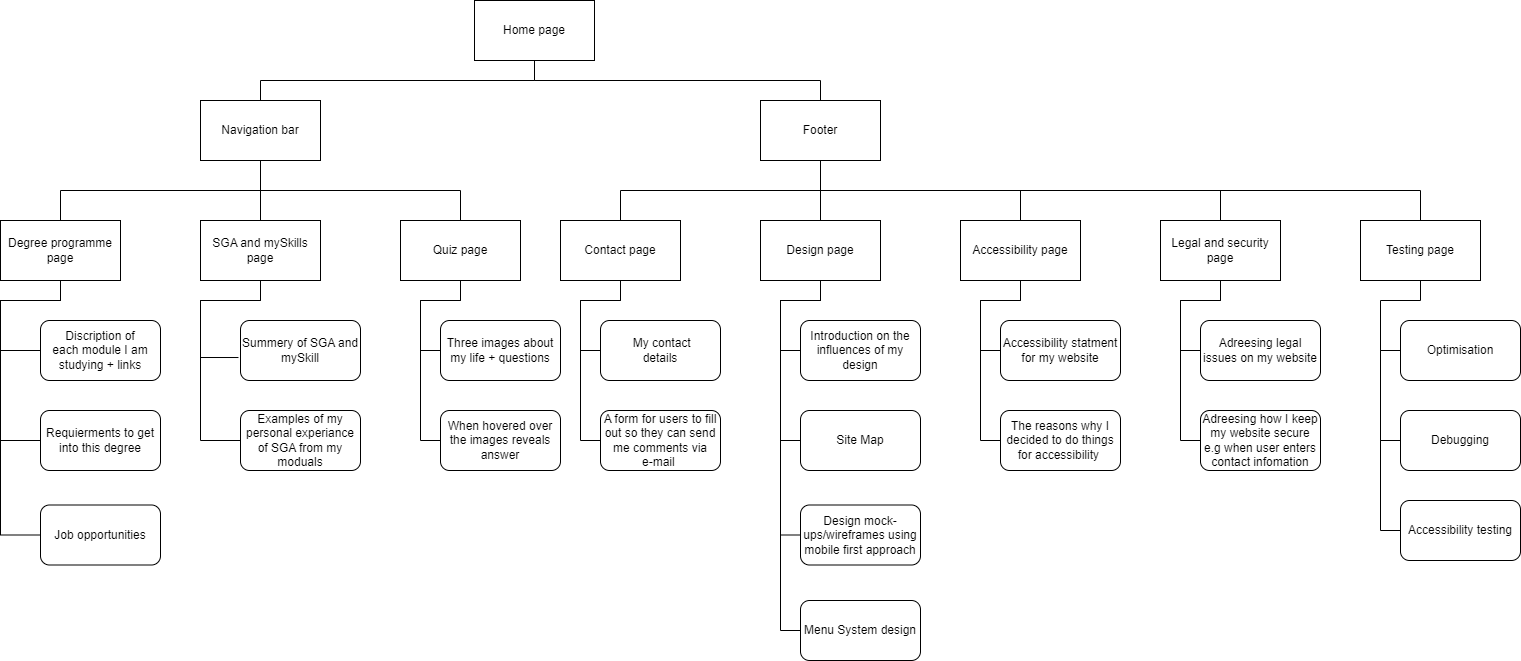 Home page
Navigation bar
Footer
Degree programme
page
SGA and mySkills
page
Quiz page
Contact page
Design page
Accessibility page
Legal and security
page
Testing page
Discription of
each module I am
studying + links
Summery of SGA and
mySkill
Three images about
my life + questions
My contact
details
Introduction on the
influences of my
design
Accessibility statment
for my website
Adreesing legal
issues on my website
Optimisation
Requierments to get
into this degree
Examples of my
personal experiance
of SGA from my
moduals
When hovered over
the images reveals
answer
A form for users to fill
out so they can send
me comments via
e-mail
Site Map
The reasons why I
decided to do things
for accessibility
Adreesing how I keep
my website secure
e.g when user enters
contact infomation
Debugging
Job opportunities
Design mock-
ups/wireframes using
mobile first approach
Accessibility testing
Menu System design